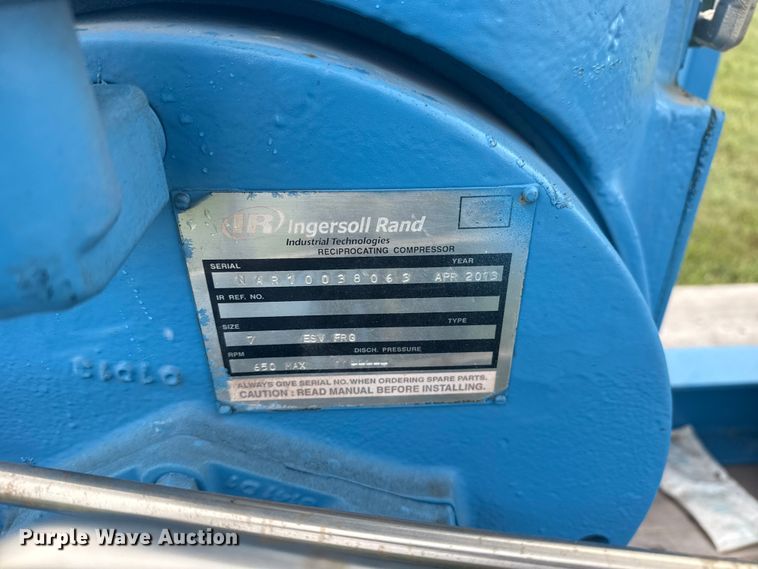 IR Ingersoll Rand
Industrial Technologies
RECIPROCATING COMPRESSOR
SERIAL YEAR
NAR10038063 APR 2013
IR REF. NO.
SIZE TYPE
7 ESV FRG
RPM DISCH. PRESSURE
650 MAX
ALWAYS GIVE SERIAL NO. WHEN ORDERING SPARE PARTS.
CAUTION : READ MANUAL BEFORE INSTALLING.
Purple Wave Auction